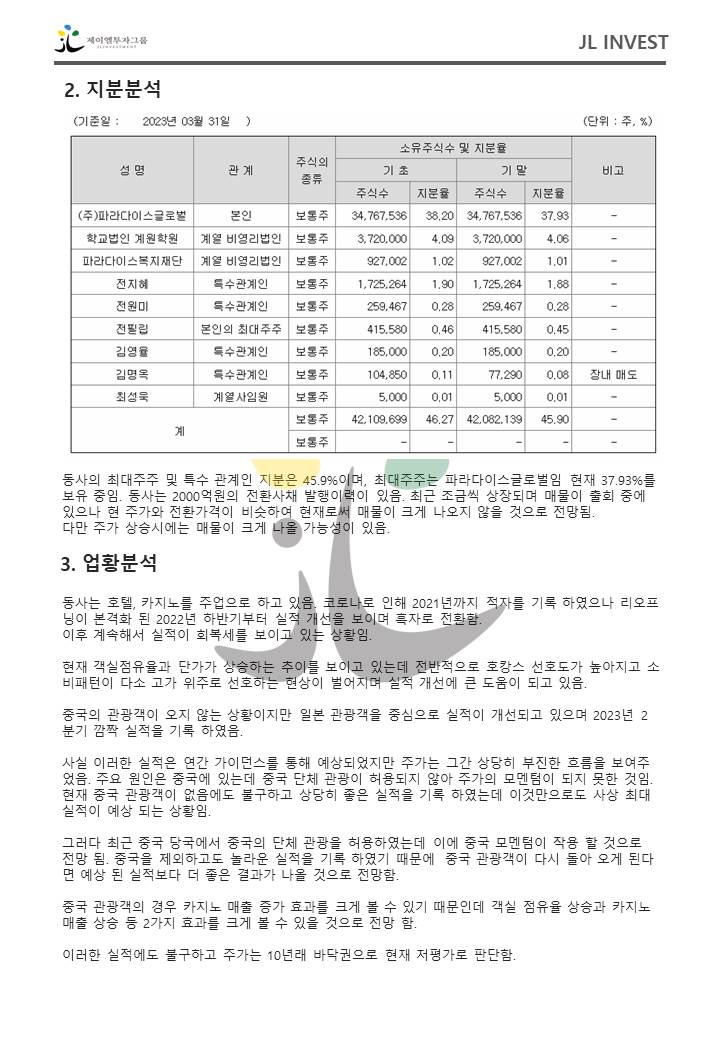 제이엘투자그룹
JL INVESTMENT
JL INVEST
2. 지분분석
(기준일 : 2023년 03월 31일 )
(단위 : 주, %)
성 명 관 계 주식의 종류 소유주식수 및 지분율 비고
기 초 기 말
주식수 지분율 주식수 지분율
(주)파라다이스글로벌 본인 보통주 34,767,536 38.20 34,767,536 37.93 -
학교법인 계원학원 계열 비영리법인 보통주 3,720,000 4.09 3,720,000 4.06 -
파라다이스복지재단 계열 비영리법인 보통주 927,002 1.02 927,002 1.01 -
전지혜 특수관계인 보통주 1,725,264 1.90 1,725,264 1.88 -
전원미 특수관계인 보통주 259,467 0.28 259,467 0.28 -
전필립 본인의 최대주주 보통주 415,580 0.46 415,580 0.45 -
김영율 특수관계인 보통주 185,000 0.20 185,000 0.20 -
김명옥 특수관계인 보통주 104,850 0.11 77,290 0.08 장내 매도
최성욱 계열사임원 보통주 5,000 0.01 5,000 0.01 -
계 보통주 42,109,699 46.27 42,082,139 45.90 -
보통주 - - - - -
동사의 최대주주 및 특수 관계인 지분은 45.9%이며, 최대주주는 파라다이스글로벌임 현재 37.93%를
보유 중임. 동사는 2000억원의 전환사채 발행이력이 있음. 최근 조금씩 상장되며 매물이 출회 중에
있으나 현 주가와 전환가격이 비슷하여 현재로써 매물이 크게 나오지 않을 것으로 전망됨.
다만 주가 상승시에는 매물이 크게 나올 가능성이 있음.
3. 업황분석
동사는 호텔, 카지노를 주업으로 하고 있음. 코로나로 인해 2021년까지 적자를 기록 하였으나 리오프
닝이 본격화 된 2022년 하반기부터 실적 개선을 보이며 흑자로 전환함.
이후 계속해서 실적이 회복세를 보이고 있는 상황임.
현재 객실점유율과 단가가 상승하는 추이를 보이고 있는데 전반적으로 호캉스 선호도가 높아지고 소
비패턴이 다소 고가 위주로 선호하는 현상이 벌어지며 실적 개선에 큰 도움이 되고 있음.
중국의 관광객이 오지 않는 상황이지만 일본 관광객을 중심으로 실적이 개선되고 있으며 2023년 2
분기 깜짝 실적을 기록 하였음.
사실 이러한 실적은 연간 가이던스를 통해 예상되었지만 주가는 그간 상당히 부진한 흐름을 보여주
었음. 주요 원인은 중국에 있는데 중국 단체 관광이 허용되지 않아 주가의 모멘텀이 되지 못한 것임.
현재 중국 관광객이 없음에도 불구하고 상당히 좋은 실적을 기록 하였는데 이것만으로도 사상 최대
실적이 예상 되는 상황임.
그러다 최근 중국 당국에서 중국의 단체 관광을 허용하였는데 이에 중국 모멘텀이 작용 할 것으로
전망 됨. 중국을 제외하고도 놀라운 실적을 기록 하였기 때문에 중국 관광객이 다시 돌아 오게 된다
면 예상 된 실적보다 더 좋은 결과가 나올 것으로 전망함.
중국 관광객의 경우 카지노 매출 증가 효과를 크게 볼 수 있기 때문인데 객실 점유율 상승과 카지노
매출 상승 등 2가지 효과를 크게 볼 수 있을 것으로 전망 함.
이러한 실적에도 불구하고 주가는 10년래 바닥권으로 현재 저평가로 판단함.